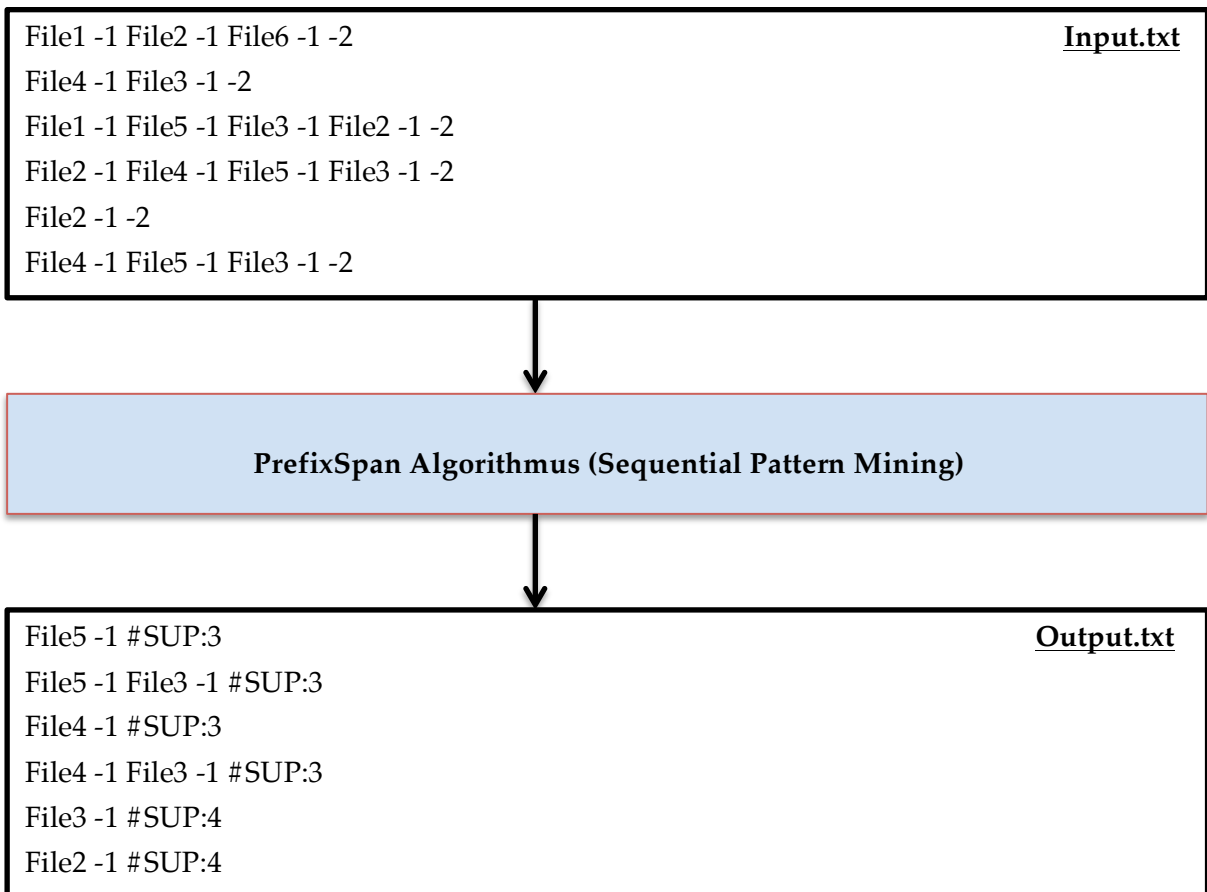 File1 -1 File2 -1 File6 -1 -2
Input.txt
File4 -1 File3 -1 -2
File1 -1 File5 -1 File3 -1 File2 -1 -2
File2 -1 File4 -1 File5 -1 File3 -1 -2
File2 -1 -2
File4 -1 File5 -1 File3 -1 -2
PrefixSpan Algorithmus (Sequential Pattern Mining)
File5 -1 #SUP:3
Output.txt
File5 -1 File3 -1 #SUP:3
File4 -1 #SUP:3
File4 -1 File3 -1 #SUP:3
File3 -1 #SUP:4
File2 -1 #SUP:4